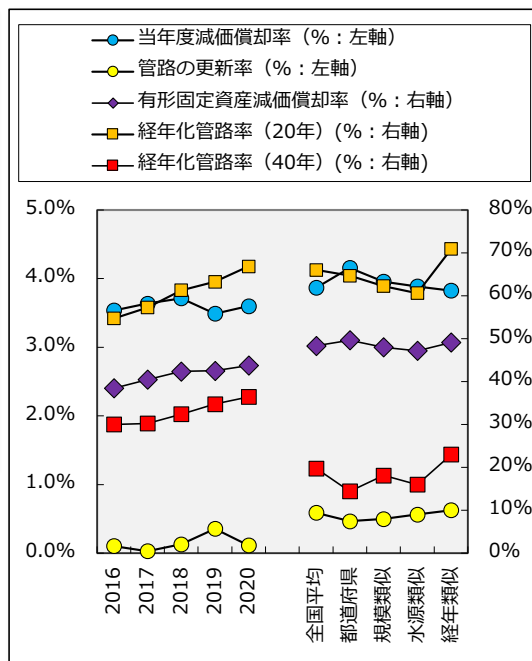 当年度減価償却率（%：左軸）
管路の更新率（%：左軸）
有形固定資産減価償却率（%：右軸）
経年化管路率（20年）(%：右軸)
経年化管路率（40年）(%：右軸)
5.0%
4.0%
3.0%
2.0%
1.0%
0.0%
80%
70%
60%
50%
40%
30%
20%
10%
0%
2016
2017
2018
2019
2020
全国平均
都道府県
規模類似
水源類似
経年類似